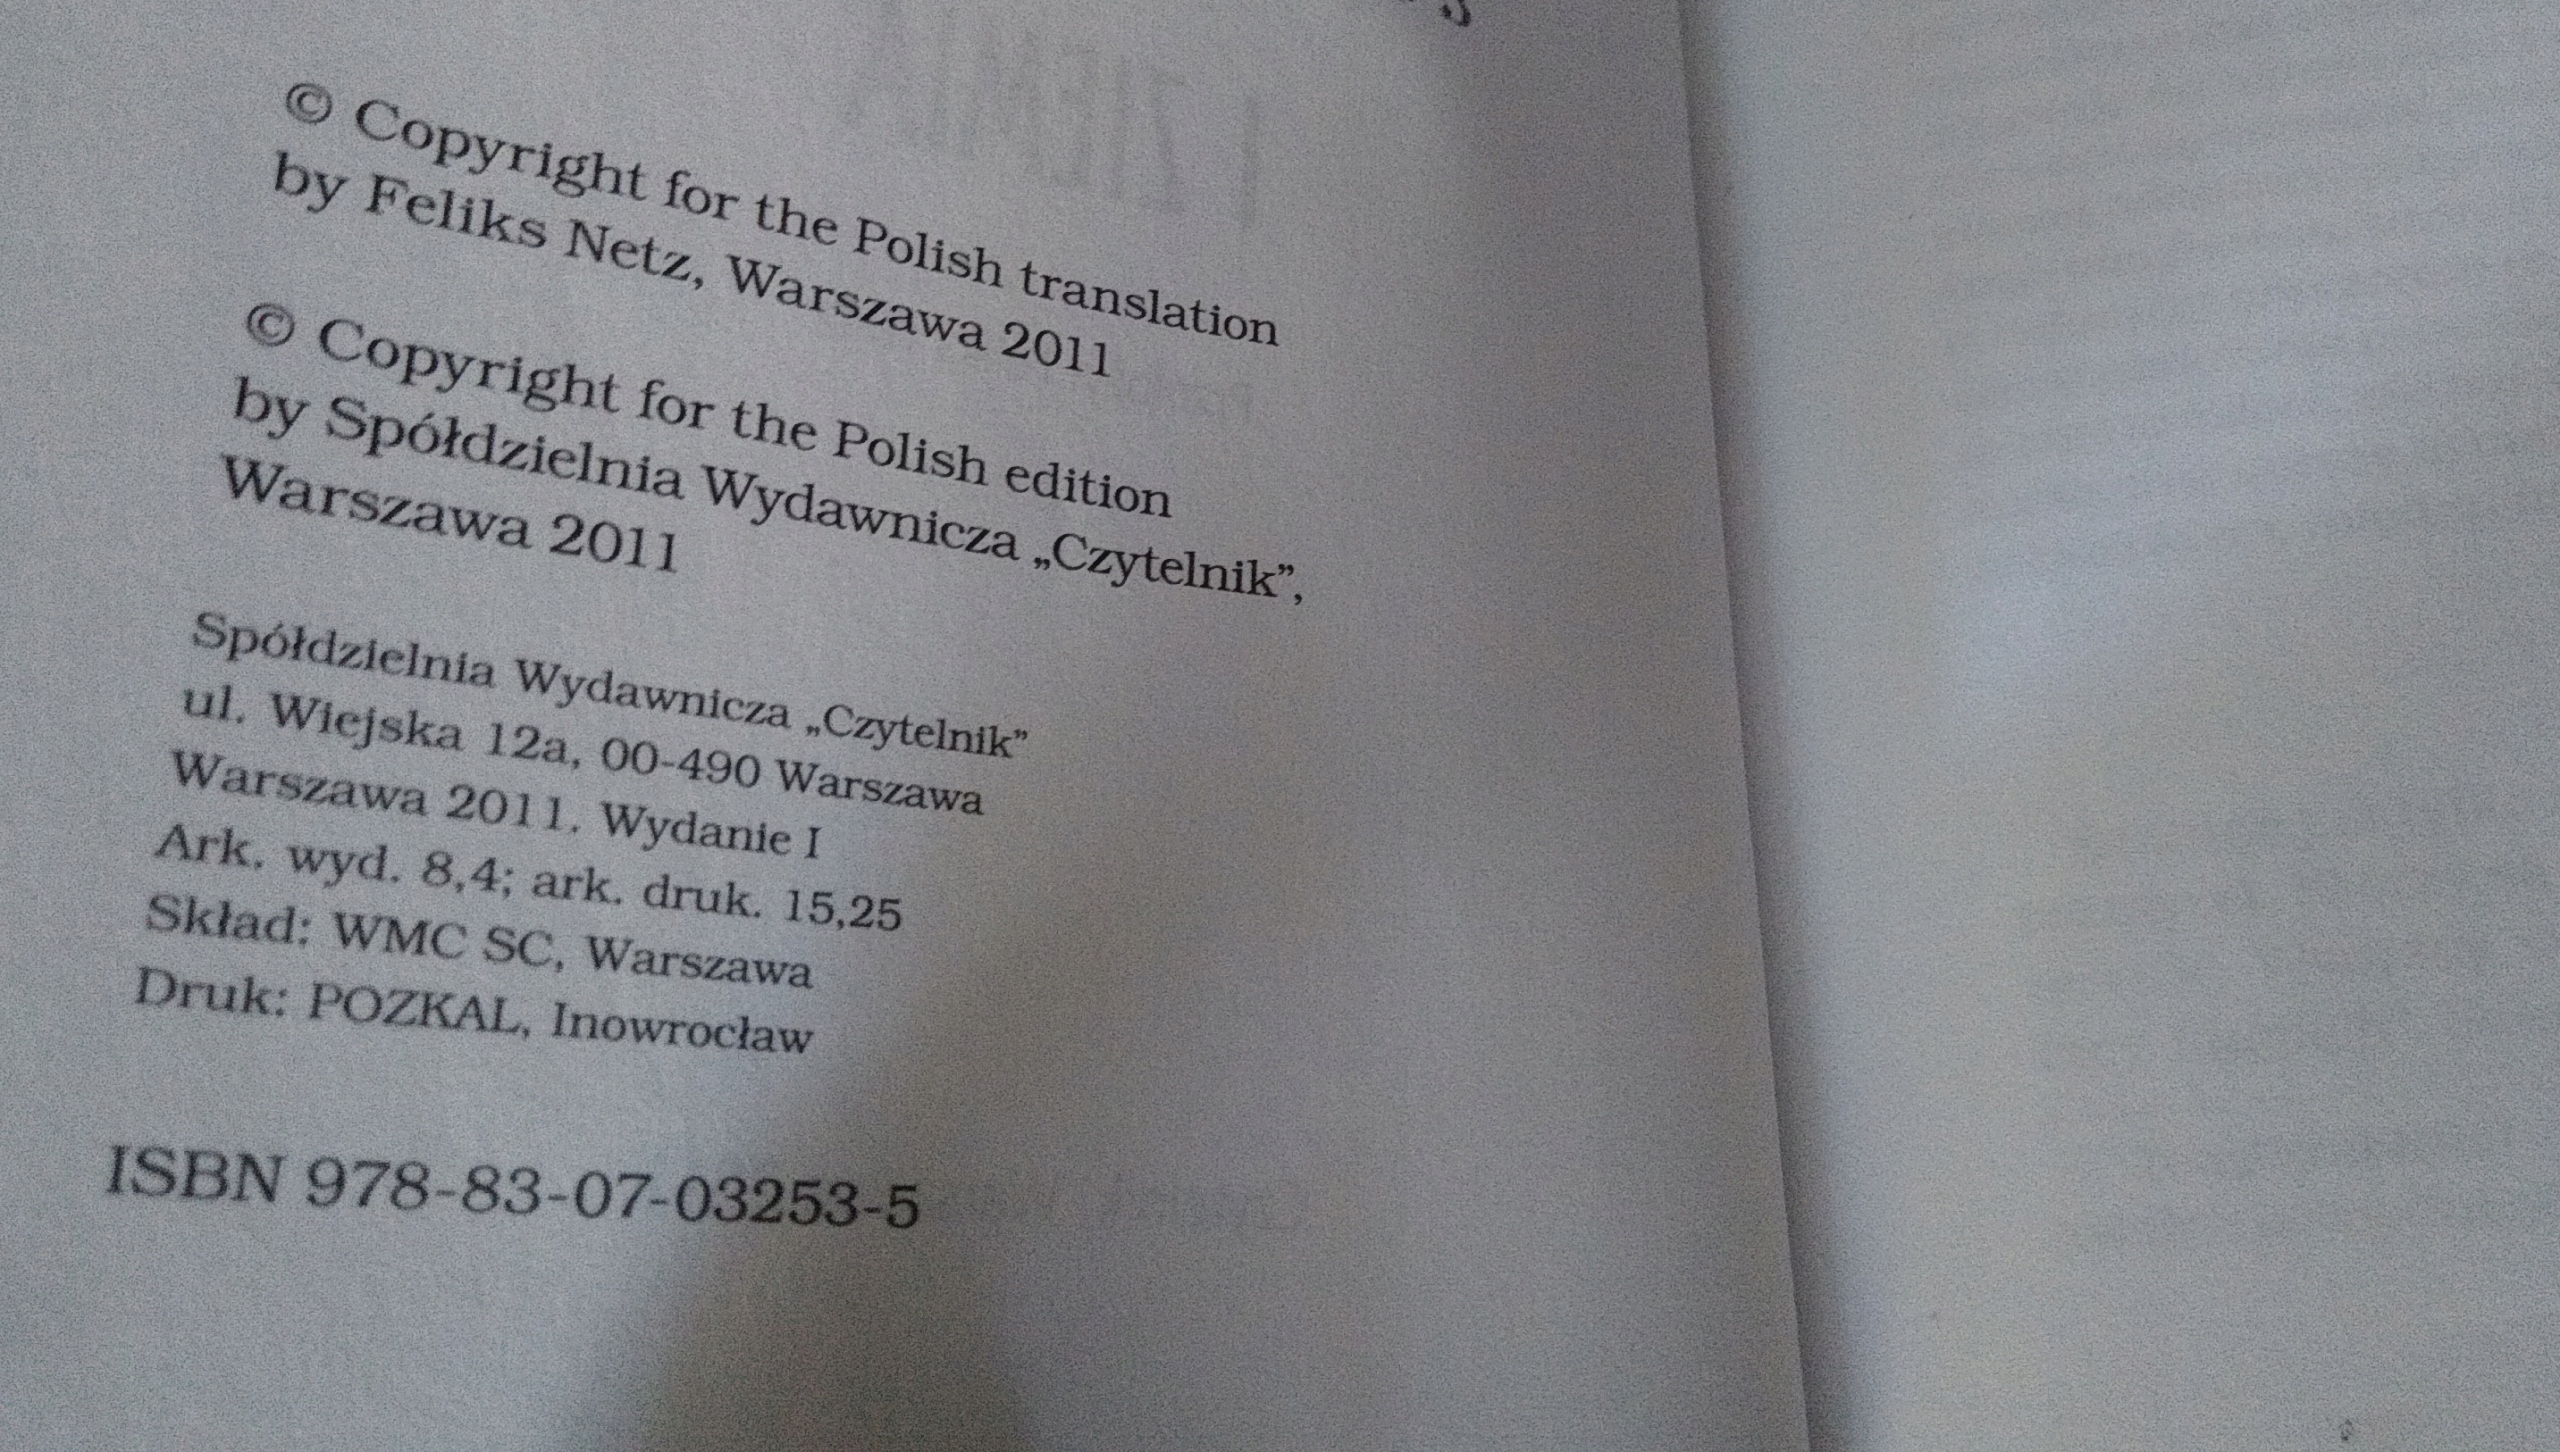 © Copyright for the Polish translation
by Feliks Netz, Warszawa 2011
© Copyright for the Polish edition
by Spółdzielnia Wydawnicza „Czytelnik”,
Warszawa 2011
Spółdzielnia Wydawnicza „Czytelnik”
ul. Wiejska 12a, 00-490 Warszawa
Warszawa 2011. Wydanie I
Ark. wyd. 8,4; ark. druk. 15,25
Skład: WMC SC, Warszawa
Druk: POZKAL, Inowrocław
ISBN 978-83-07-03253-5